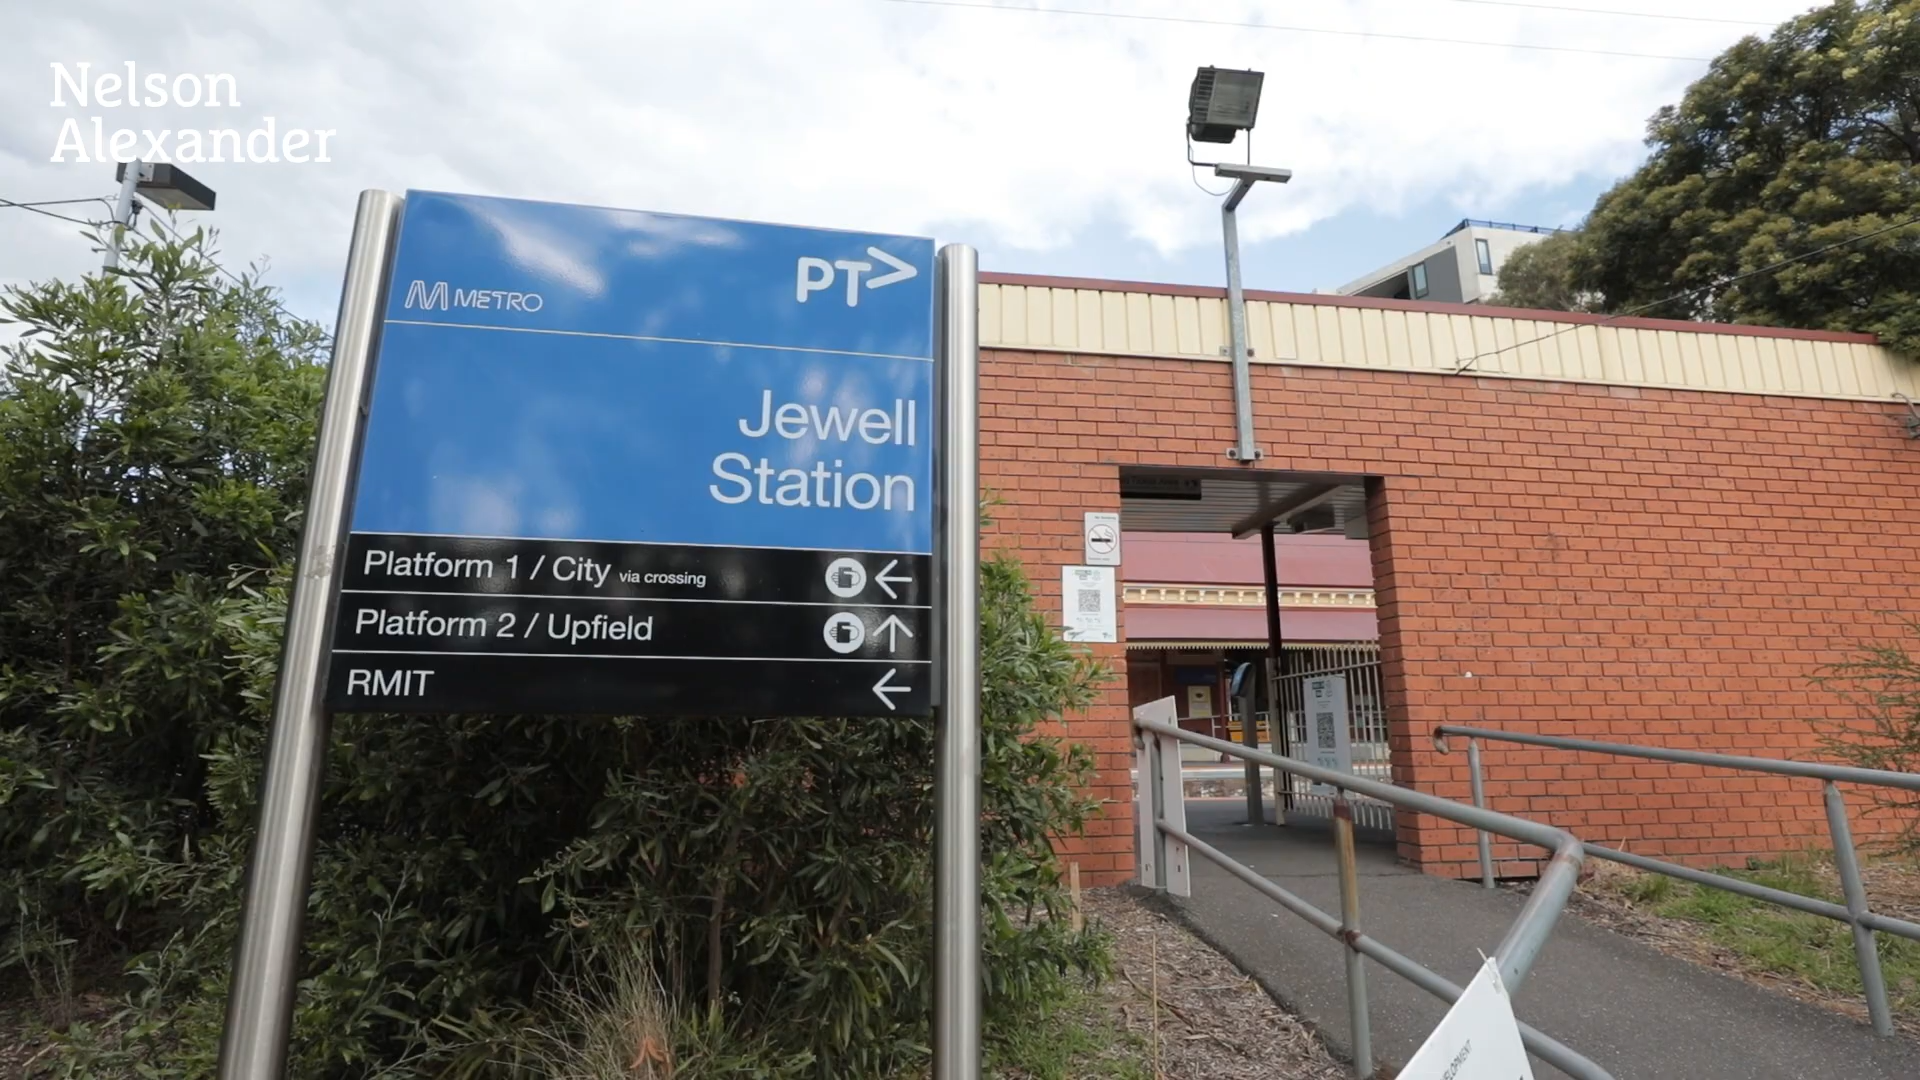 Nelson
Alexander
METRO
PT>
Jewell
Station
Platform 1 / City via crossing
Platform 2 / Upfield
RMIT